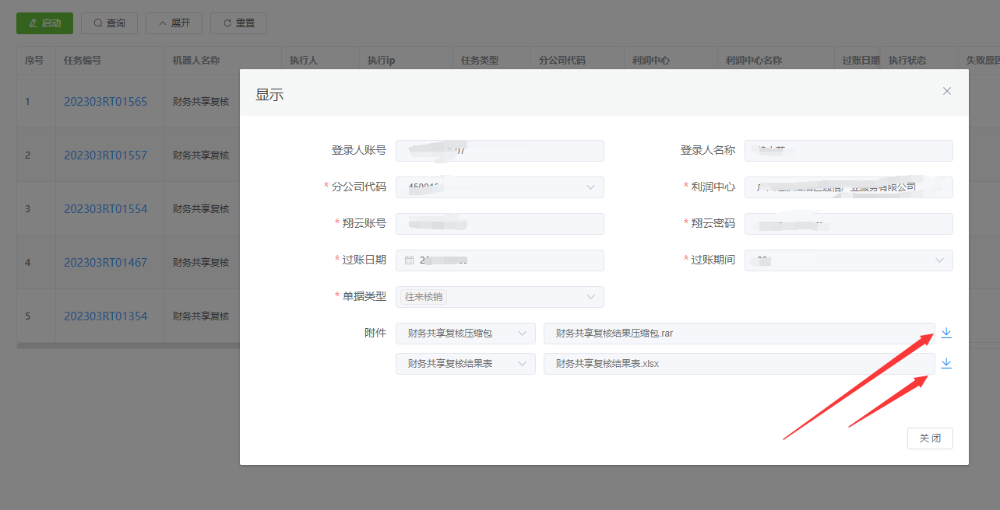 启动 查询 展开 重置
序号 任务编号 机器人名称 执行人 执行ip 任务类型 分公司代码 利润中心 利润中心名称 过账日期 执行状态 失败原因
显示
1 202303RT01565 财务共享复核
登录人账号 登录人名称
2 202303RT01557 财务共享复核
* 分公司代码 * 利润中心
3 202303RT01554 财务共享复核
* 翔云账号 * 翔云密码
4 202303RT01467 财务共享复核
* 过账日期 * 过账期间
* 单据类型 往来核销
5 202303RT01354 财务共享复核
附件 财务共享复核压缩包 财务共享复核结果压缩包.rar
财务共享复核结果表 财务共享复核结果表.xlsx
关 闭